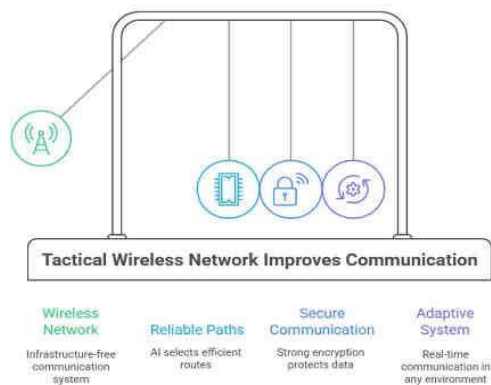 Tactical Wireless Network Improves Communication
Wireless
Network
Infrastructure-free
communication
system
Reliable Paths
AI selects efficient
routes
Secure
Communication
Strong encryption
protects data
Adaptive
System
Real-time
communication in
any environment